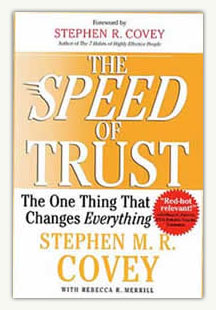 Foreword by
STEPHEN R. COVEY
Author of The 7 Habits of Highly Effective People
THE
SPEED
OF
TRUST
The One Thing That
Changes Everything
"Red-hot
relevant!"
STEPHEN M. R.
COVEY
WITH REBECCA R. MERRILL